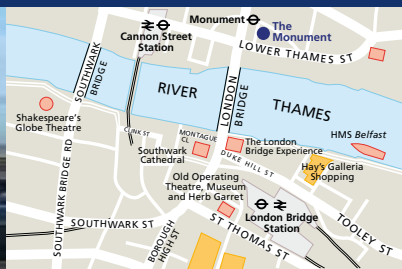 Monument
The
Monument
Cannon Street
Station
LOWER THAMES ST
SOUTHWARK
BRIDGE
RIVER
THAMES
LONDON
BRIDGE
Shakespeare's
Globe Theatre
CLINK ST
MONTAGUE
CL
HMS Belfast
Southwark
Cathedral
The London
Bridge Experience
DUKE HILL ST
Hay's Galleria
Shopping
Old Operating
Theatre, Museum
and Herb Garret
SOUTHWARK BRIDGE RD
London Bridge
Station
SOUTHWARK ST
BOROUGH
HIGH ST
ST THOMAS ST
TOOLEY ST